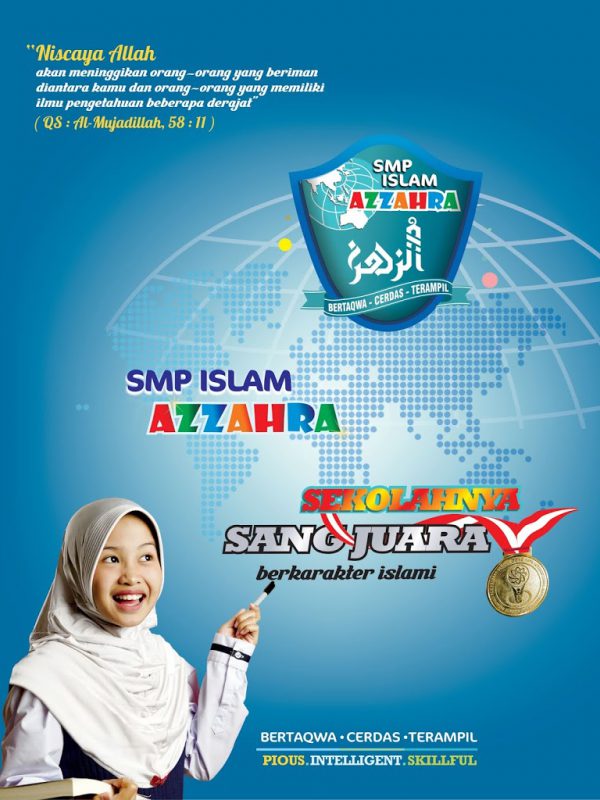 "Niscaya Allah
akan meninggikan orang-orang yang beriman
diantara kamu dan orang-orang yang memiliki
ilmu pengetahuan beberapa derajat"
( QS : Al-Mujadillah, 58 : 11 )
SMP
ISLAM
AZZAHRA
الزهرة
BERTAQWA - CERDAS - TERAMPIL
SMP ISLAM
AZZAHRA
SEKOLAHNYA
SANG JUARA
berkarakter islami
BERTAQWA • CERDAS • TERAMPIL
PIOUS. INTELLIGENT. SKILLFUL